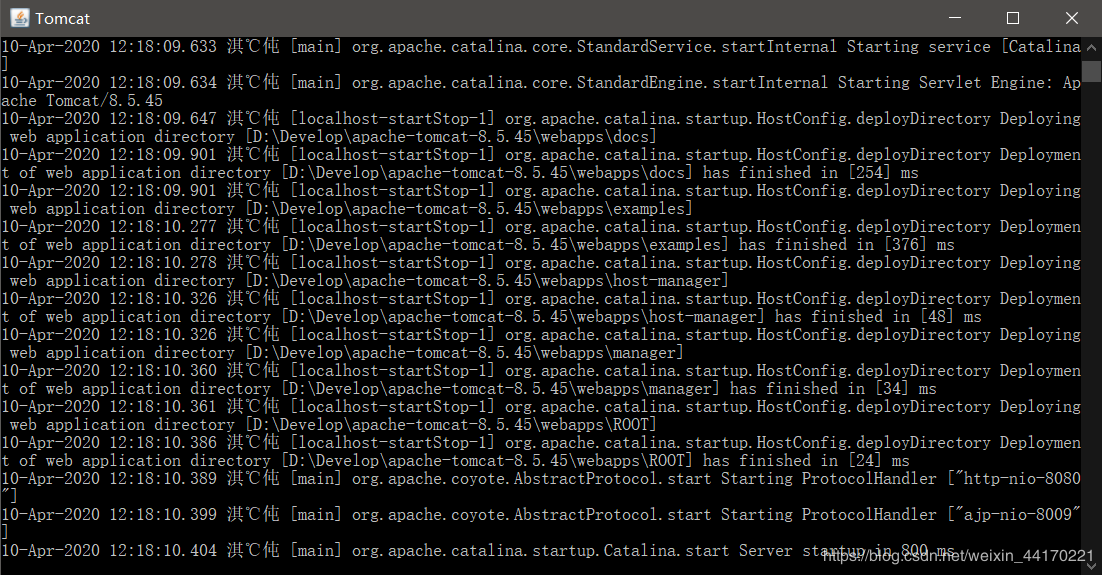 Tomcat
10-Apr-2020 12:18:09.633 淇℃伅 [main] org.apache.catalina.core.StandardService.startInternal Starting service [Catalina
]
10-Apr-2020 12:18:09.634 淇℃伅 [main] org.apache.catalina.core.StandardEngine.startInternal Starting Servlet Engine: Ap
ache Tomcat/8.5.45
10-Apr-2020 12:18:09.647 淇℃伅 [localhost-startStop-1] org.apache.catalina.startup.HostConfig.deployDirectory Deploying
 web application directory [D:\Develop\apache-tomcat-8.5.45\webapps\docs]
10-Apr-2020 12:18:09.901 淇℃伅 [localhost-startStop-1] org.apache.catalina.startup.HostConfig.deployDirectory Deploymen
t of web application directory [D:\Develop\apache-tomcat-8.5.45\webapps\docs] has finished in [254] ms
10-Apr-2020 12:18:09.901 淇℃伅 [localhost-startStop-1] org.apache.catalina.startup.HostConfig.deployDirectory Deploying
 web application directory [D:\Develop\apache-tomcat-8.5.45\webapps\examples]
10-Apr-2020 12:18:10.277 淇℃伅 [localhost-startStop-1] org.apache.catalina.startup.HostConfig.deployDirectory Deploymen
t of web application directory [D:\Develop\apache-tomcat-8.5.45\webapps\examples] has finished in [376] ms
10-Apr-2020 12:18:10.278 淇℃伅 [localhost-startStop-1] org.apache.catalina.startup.HostConfig.deployDirectory Deploying
 web application directory [D:\Develop\apache-tomcat-8.5.45\webapps\host-manager]
10-Apr-2020 12:18:10.326 淇℃伅 [localhost-startStop-1] org.apache.catalina.startup.HostConfig.deployDirectory Deploymen
t of web application directory [D:\Develop\apache-tomcat-8.5.45\webapps\host-manager] has finished in [48] ms
10-Apr-2020 12:18:10.326 淇℃伅 [localhost-startStop-1] org.apache.catalina.startup.HostConfig.deployDirectory Deploying
 web application directory [D:\Develop\apache-tomcat-8.5.45\webapps\manager]
10-Apr-2020 12:18:10.360 淇℃伅 [localhost-startStop-1] org.apache.catalina.startup.HostConfig.deployDirectory Deploymen
t of web application directory [D:\Develop\apache-tomcat-8.5.45\webapps\manager] has finished in [34] ms
10-Apr-2020 12:18:10.361 淇℃伅 [localhost-startStop-1] org.apache.catalina.startup.HostConfig.deployDirectory Deploying
 web application directory [D:\Develop\apache-tomcat-8.5.45\webapps\ROOT]
10-Apr-2020 12:18:10.386 淇℃伅 [localhost-startStop-1] org.apache.catalina.startup.HostConfig.deployDirectory Deploymen
t of web application directory [D:\Develop\apache-tomcat-8.5.45\webapps\ROOT] has finished in [24] ms
10-Apr-2020 12:18:10.389 淇℃伅 [main] org.apache.coyote.AbstractProtocol.start Starting ProtocolHandler ["http-nio-8080
"]
10-Apr-2020 12:18:10.399 淇℃伅 [main] org.apache.coyote.AbstractProtocol.start Starting ProtocolHandler ["ajp-nio-8009"
]
10-Apr-2020 12:18:10.404 淇℃伅 [main] org.apache.catalina.startup.Catalina.start Server startup in 800 ms
https://blog.csdn.net/weixin_44170221